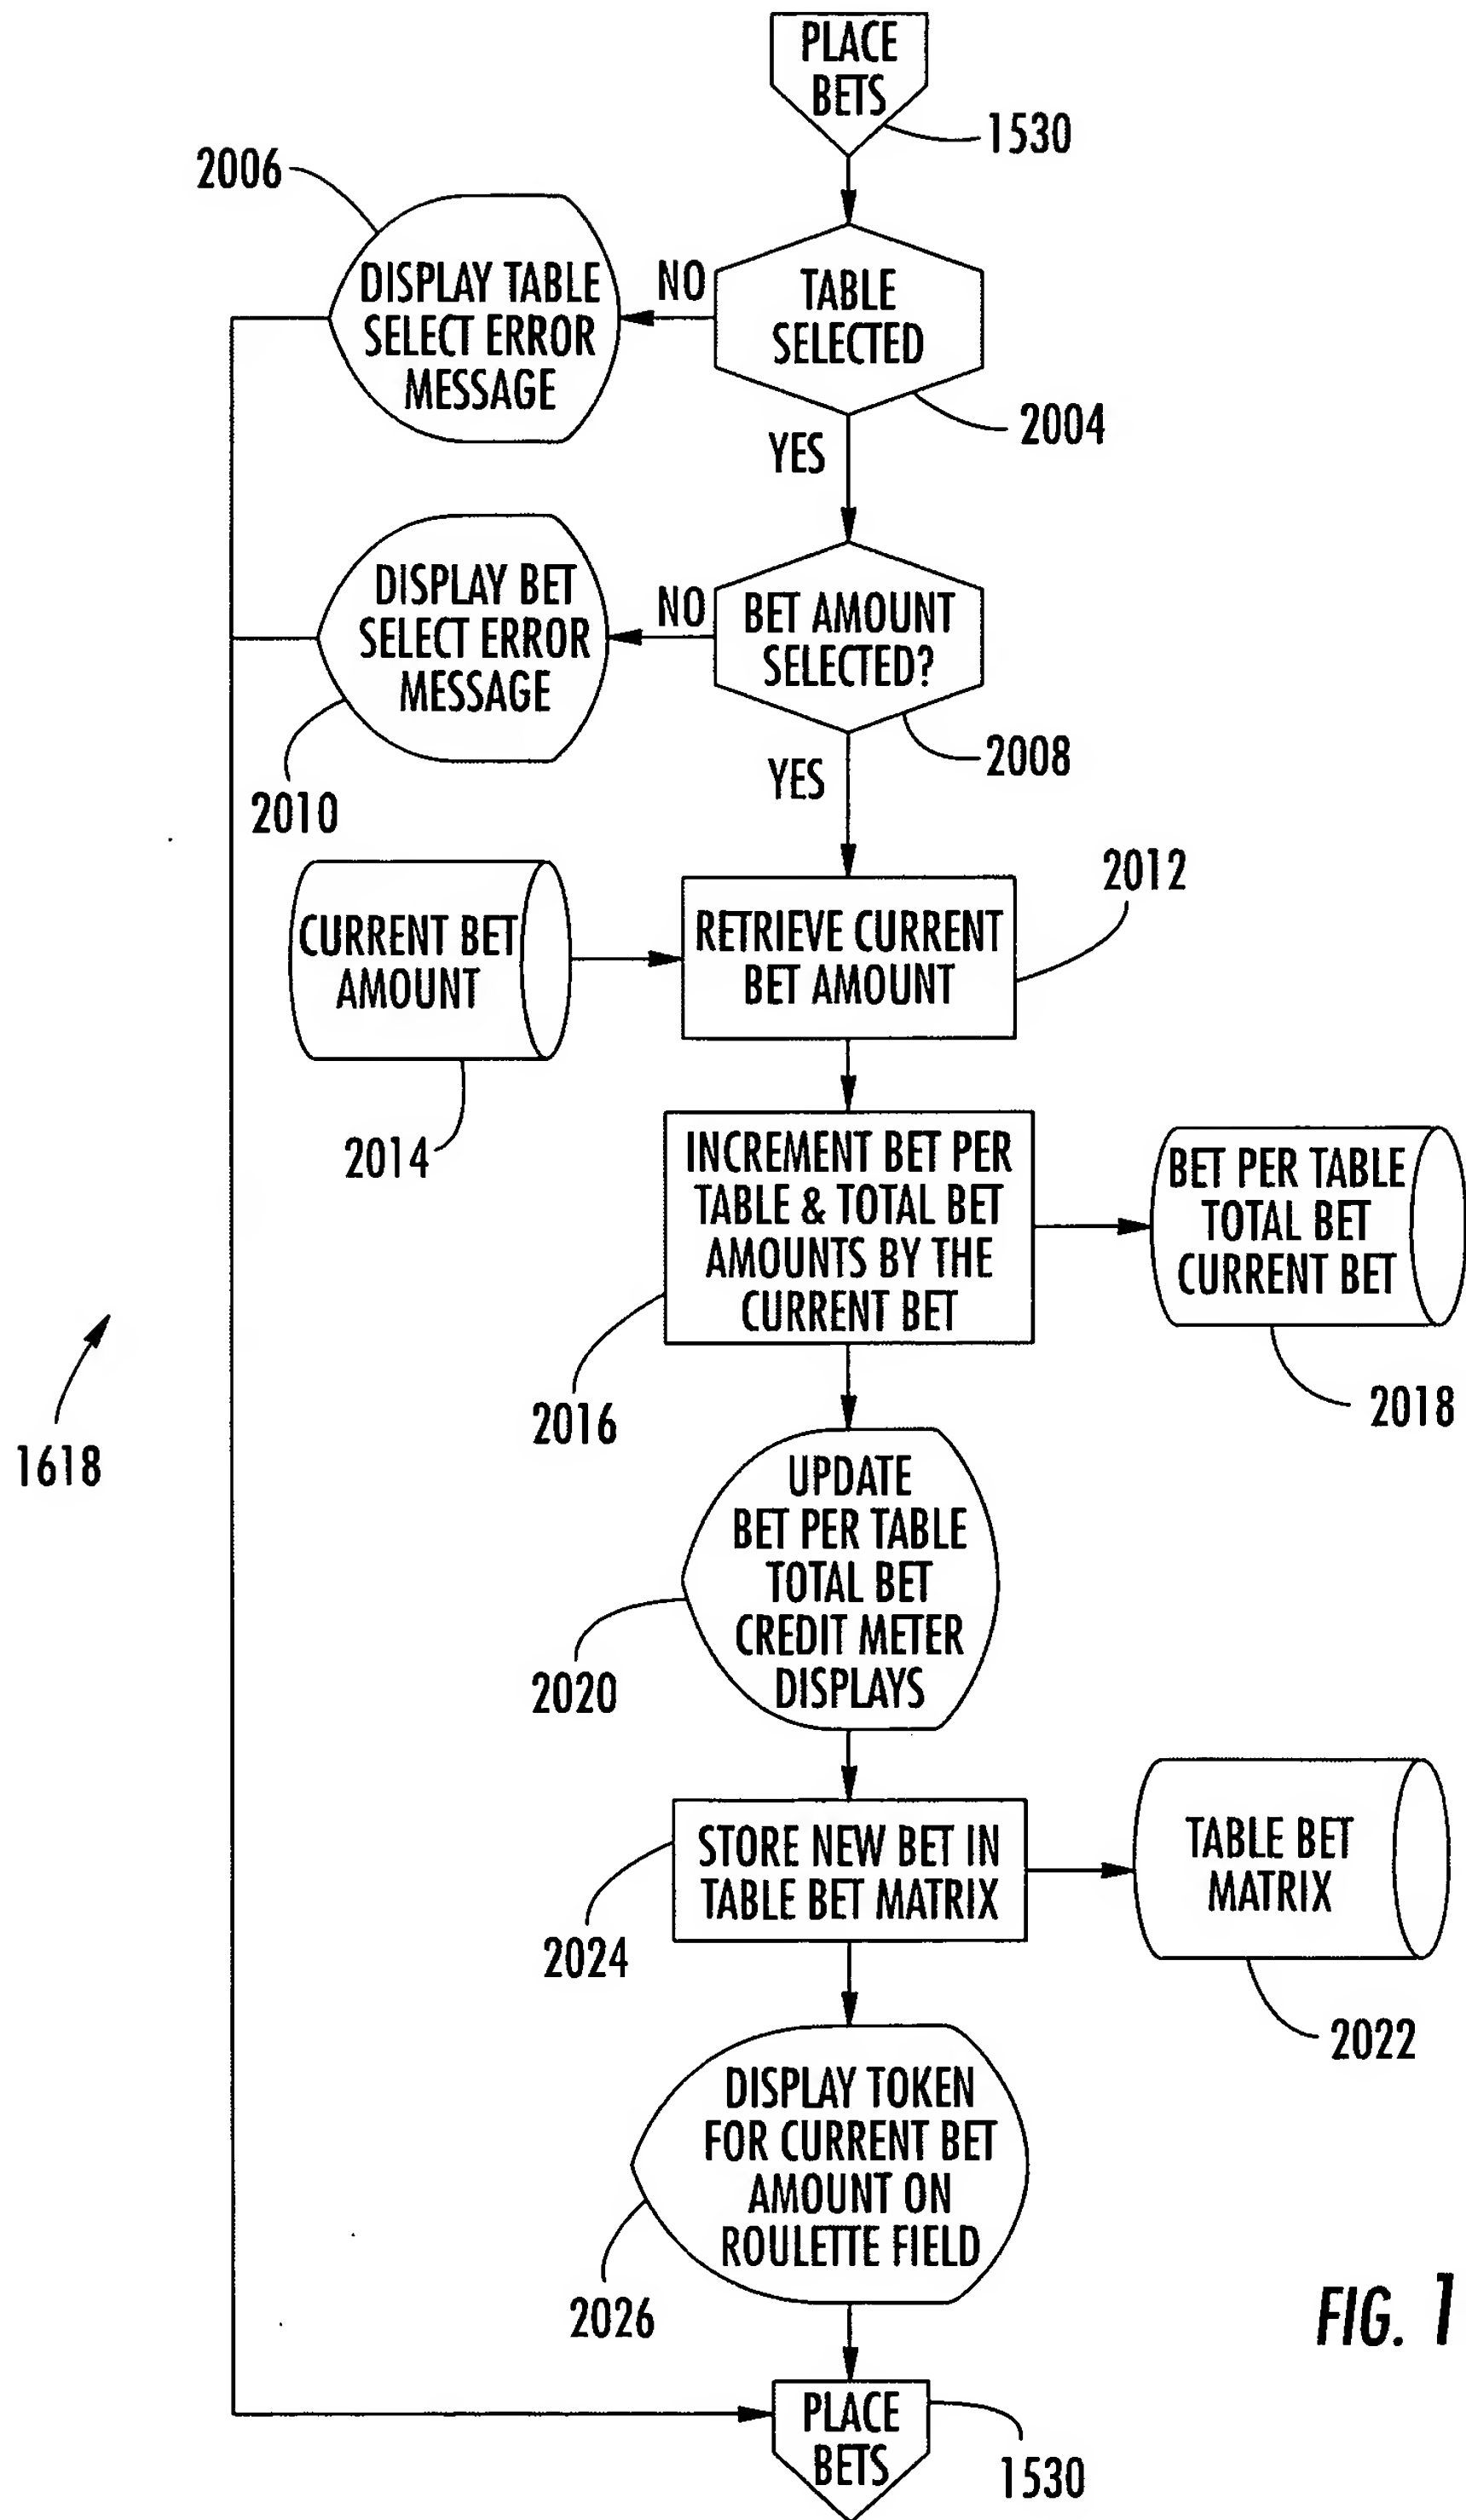 PLACE
BETS
1530
2006
DISPLAY TABLE
SELECT ERROR
MESSAGE
NO
TABLE
SELECTED
2004
YES
DISPLAY BET
SELECT ERROR
MESSAGE
NO
BET AMOUNT
SELECTED?
2008
2010
YES
2012
CURRENT BET
AMOUNT
RETRIEVE CURRENT
BET AMOUNT
2014
INCREMENT BET PER
TABLE & TOTAL BET
AMOUNTS BY THE
CURRENT BET
BET PER TABLE
TOTAL BET
CURRENT BET
2016
2018
1618
UPDATE
BET PER TABLE
TOTAL BET
CREDIT METER
DISPLAYS
2020
STORE NEW BET IN
TABLE BET MATRIX
TABLE BET
MATRIX
2024
2022
DISPLAY TOKEN
FOR CURRENT BET
AMOUNT ON
ROULETTE FIELD
2026
FIG. 1
PLACE
BETS
1530